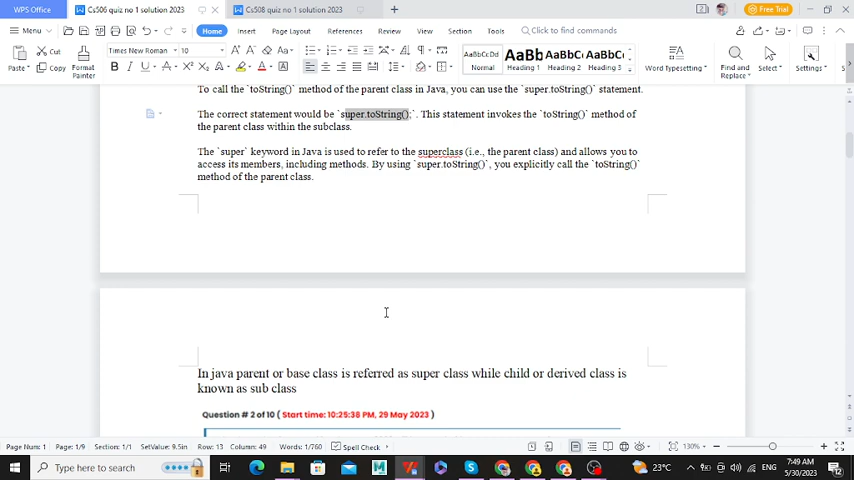 WPS Office
Cs506 quiz no 1 solution 2023
Cs508 quiz no 1 solution 2023
Free Trial
Menu
Home
Insert
Page Layout
References
Review
View
Section
Tools
Click to find commands
Paste
Cut
Copy
Format
Painter
Times New Roman
10
AaBbCcDd
Normal
AaBb
Heading 1
AaBbC
Heading 2
AaBbC
Heading 3
Word Typesetting
Find and
Replace
Select
Settings
To call the `toString()` method of the parent class in Java, you can use the `super.toString()` statement.
The correct statement would be `super.toString();`. This statement invokes the `toString()` method of
the parent class within the subclass.
The `super` keyword in Java is used to refer to the superclass (i.e., the parent class) and allows you to
access its members, including methods. By using `super.toString()`, you explicitly call the `toString()`
method of the parent class.
In java parent or base class is referred as super class while child or derived class is
known as sub class
Question # 2 of 10 ( Start time: 10:25:38 PM, 29 May 2023 )
Page Num: 1
Page: 1/9
Section: 1/1
SetValue: 9.5in
Row: 13
Column: 49
Words: 1/760
Spell Check
130%
Type here to search
23°C
ENG
7:49 AM
5/30/2023